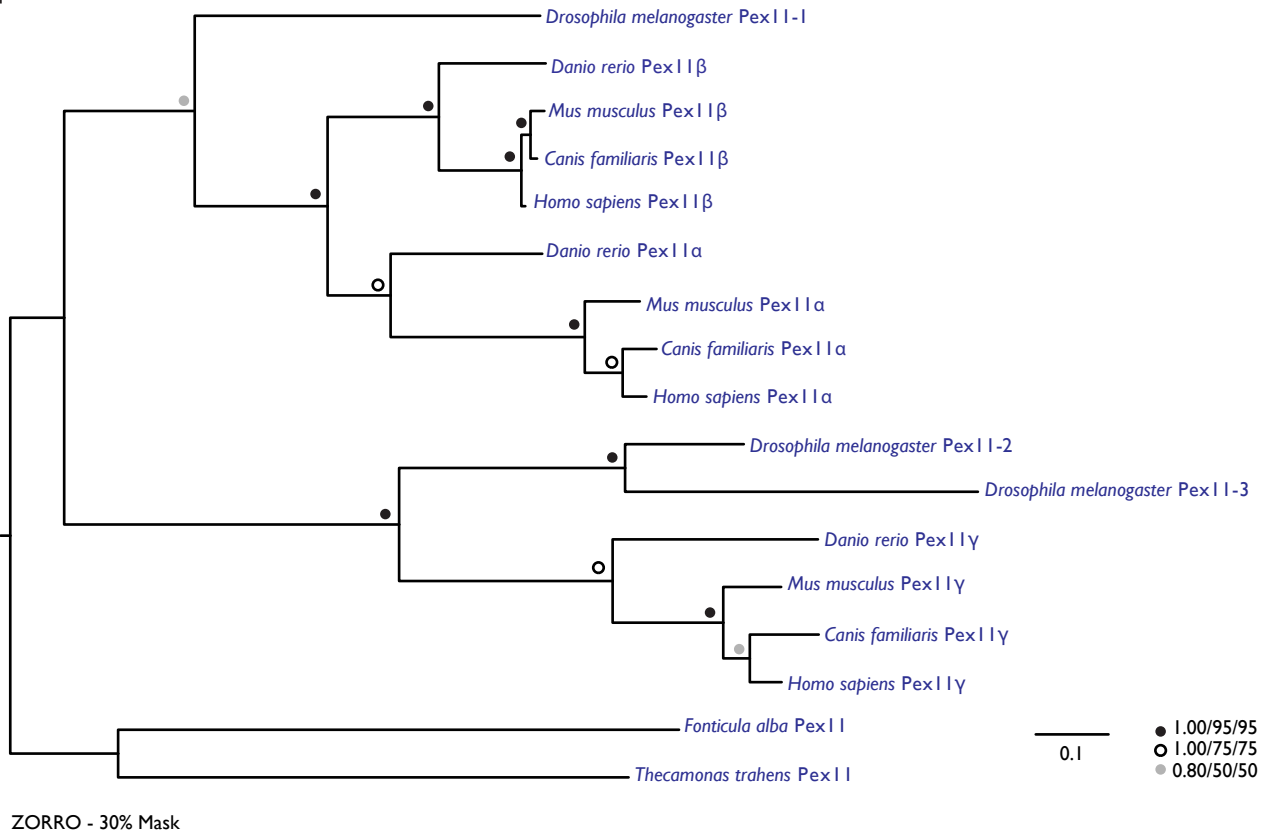 Drosophila melanogaster Pex11-1
Danio rerio Pex11β
Mus musculus Pex11β
Canis familiaris Pex11β
Homo sapiens Pex11β
Danio rerio Pex11α
Mus musculus Pex11α
Canis familiaris Pex11α
Homo sapiens Pex11α
Drosophila melanogaster Pex11-2
Drosophila melanogaster Pex11-3
Danio rerio Pex11γ
Mus musculus Pex11γ
Canis familiaris Pex11γ
Homo sapiens Pex11γ
Fonticula alba Pex11
Thecamonas trahens Pex11
0.1
1.00/95/95
1.00/75/75
0.80/50/50
ZORRO - 30% Mask